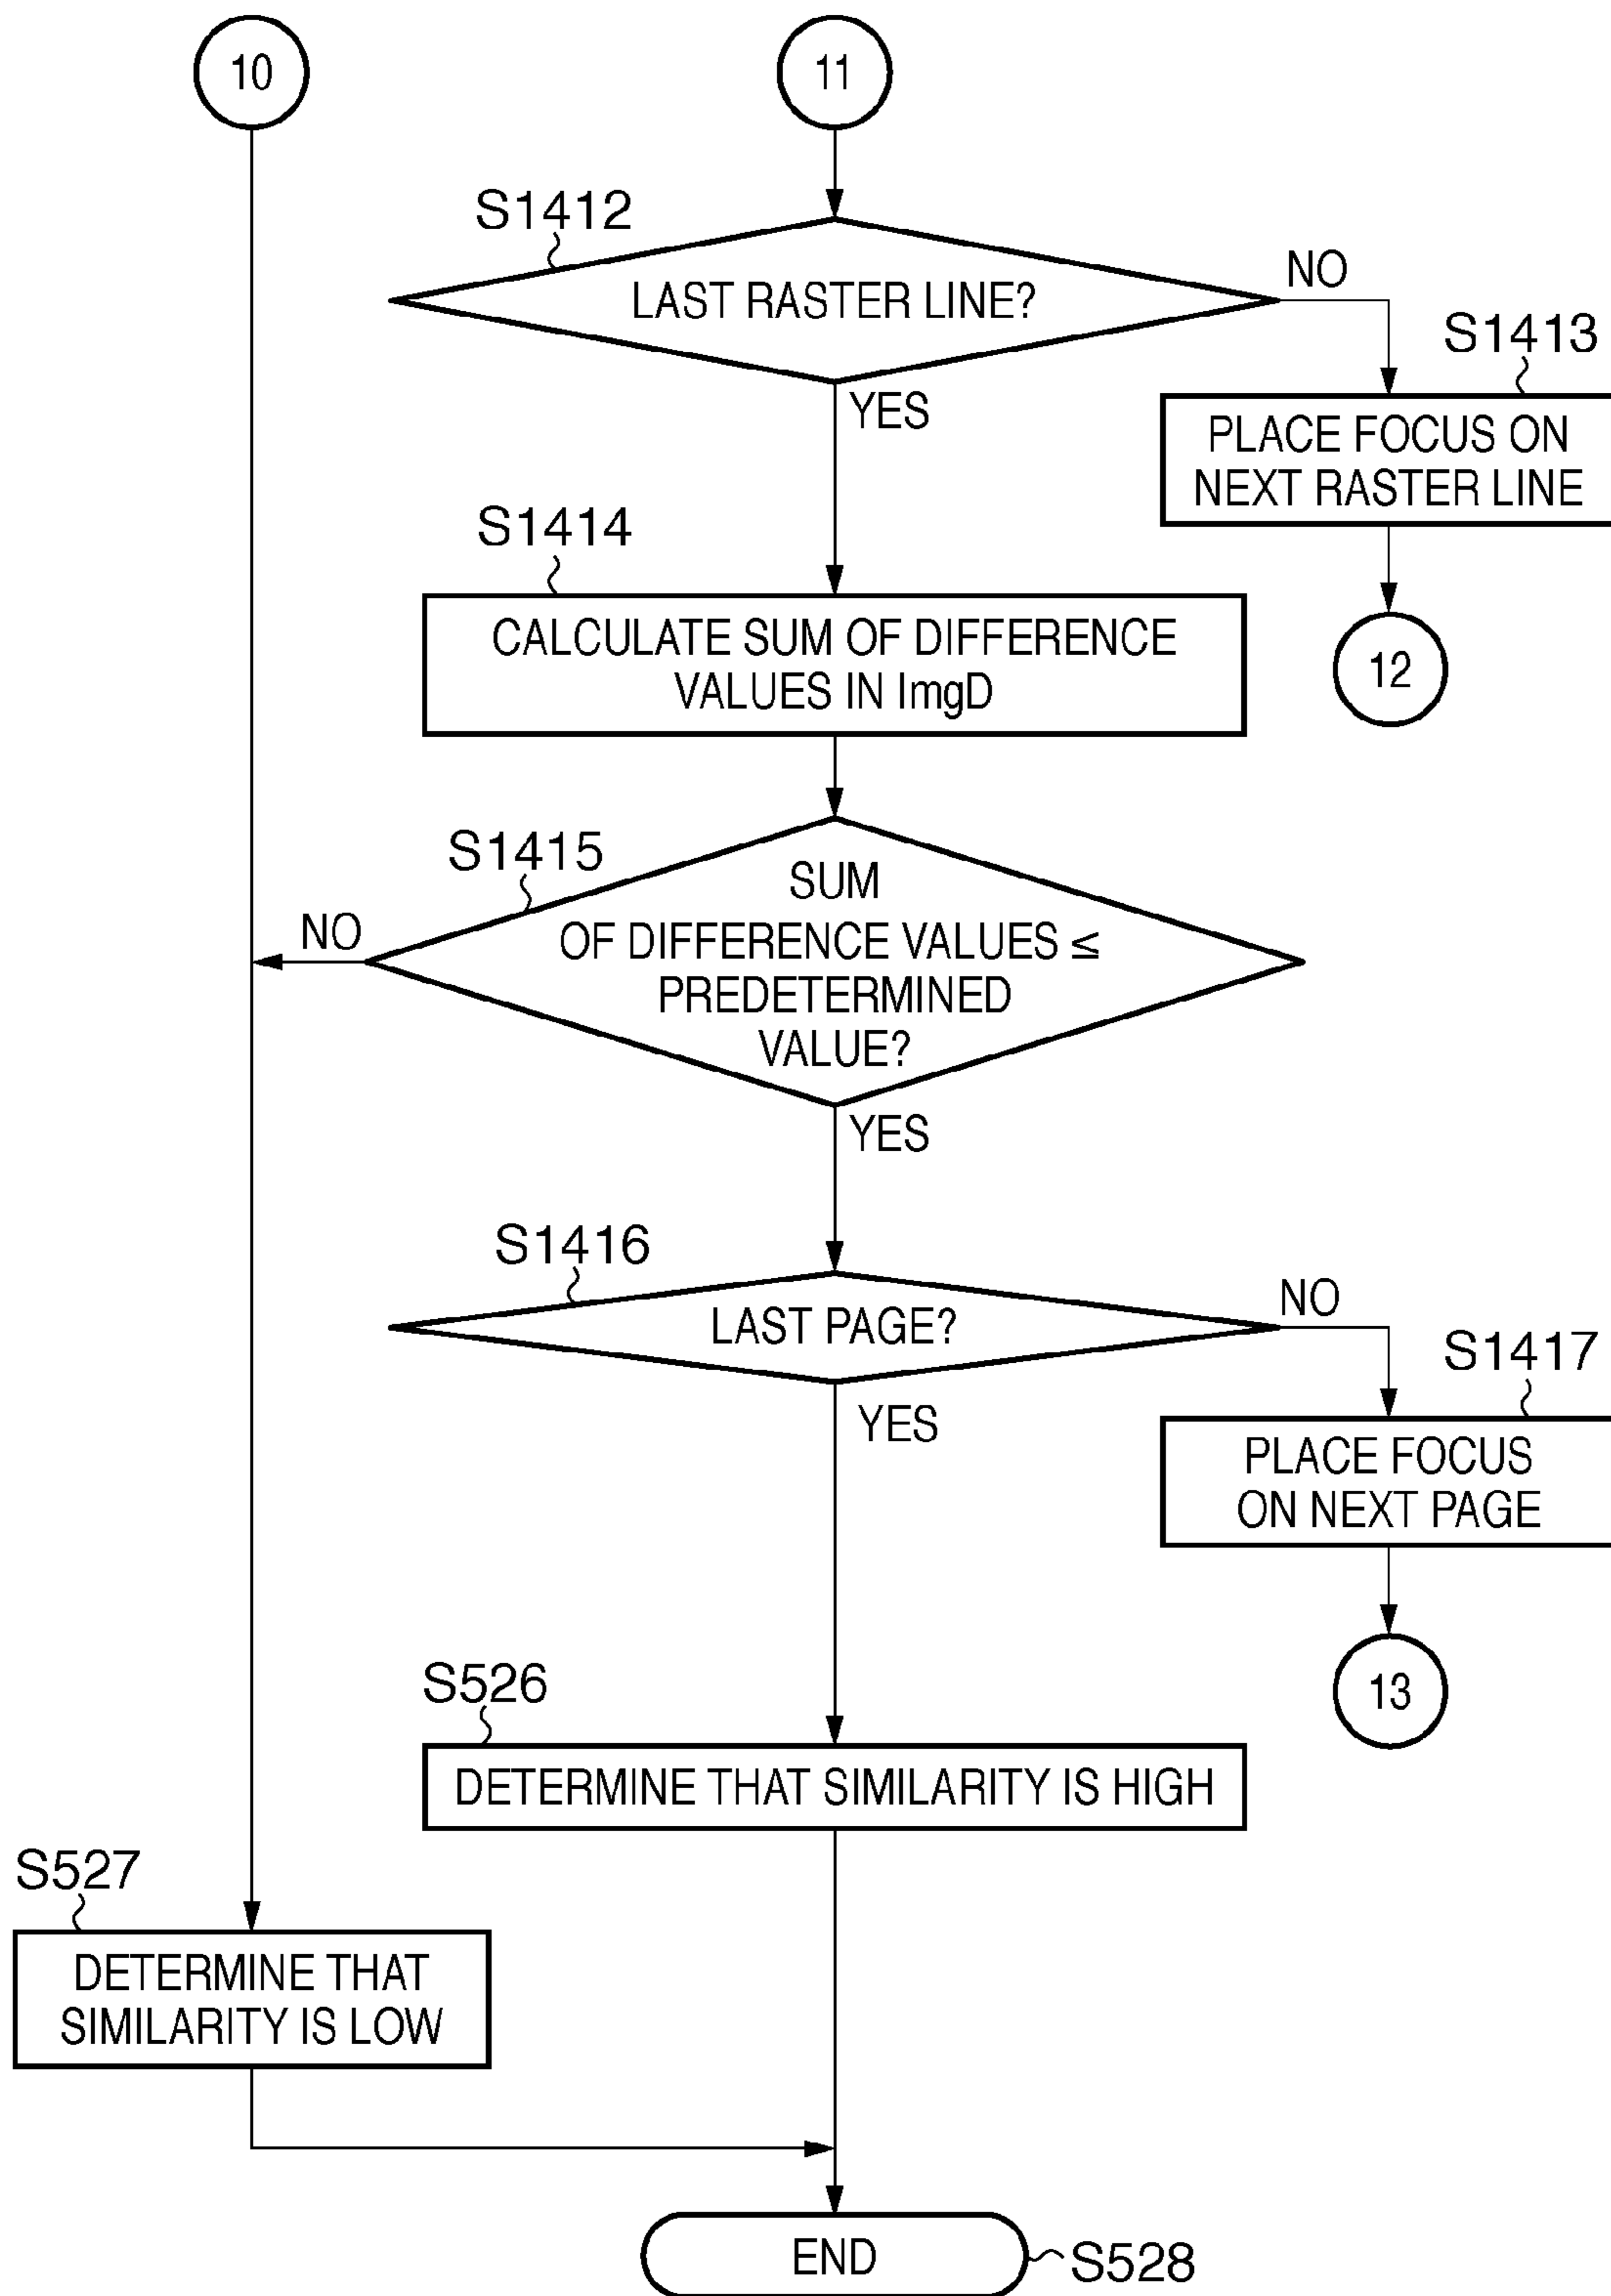 10
11
S1412
LAST RASTER LINE?
NO
S1413
YES
PLACE FOCUS ON
NEXT RASTER LINE
S1414
CALCULATE SUM OF DIFFERENCE
VALUES IN ImgD
12
S1415
SUM
OF DIFFERENCE VALUES ≤
PREDETERMINED
VALUE?
NO
YES
S1416
LAST PAGE?
NO
S1417
YES
PLACE FOCUS
ON NEXT PAGE
13
S526
DETERMINE THAT SIMILARITY IS HIGH
S527
DETERMINE THAT
SIMILARITY IS LOW
END
S528